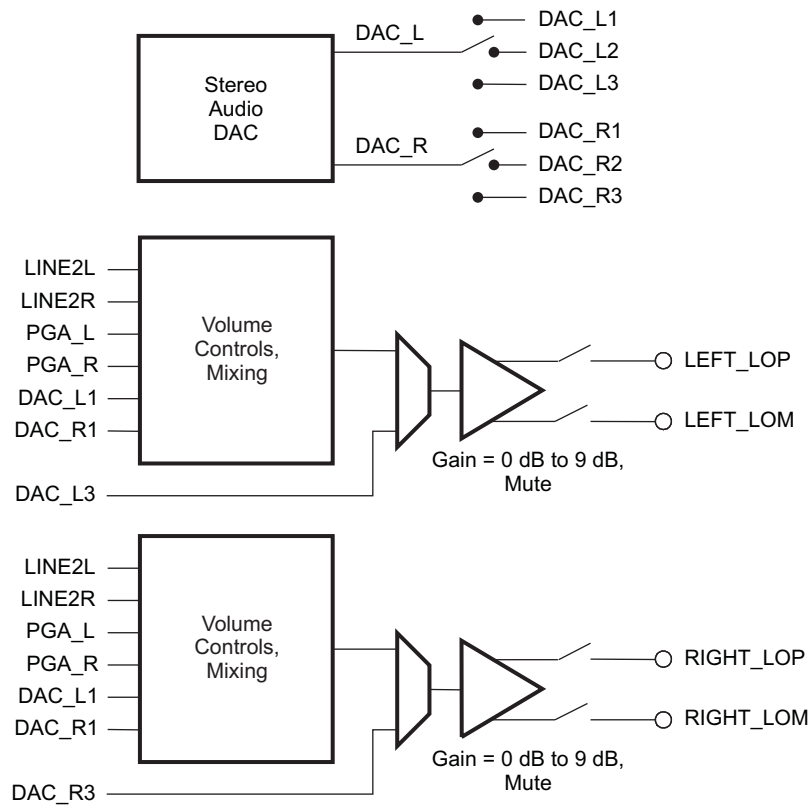 DAC_L
DAC_L1
DAC_L2
DAC_L3
Stereo
Audio
DAC
DAC_R
DAC_R1
DAC_R2
DAC_R3
LINE2L
LINE2R
PGA_L
PGA_R
DAC_L1
DAC_R1
Volume
Controls,
Mixing
LEFT_LOP
LEFT_LOM
Gain = 0 dB to 9 dB,
Mute
DAC_L3
LINE2L
LINE2R
PGA_L
PGA_R
DAC_L1
DAC_R1
Volume
Controls,
Mixing
RIGHT_LOP
RIGHT_LOM
Gain = 0 dB to 9 dB,
Mute
DAC_R3